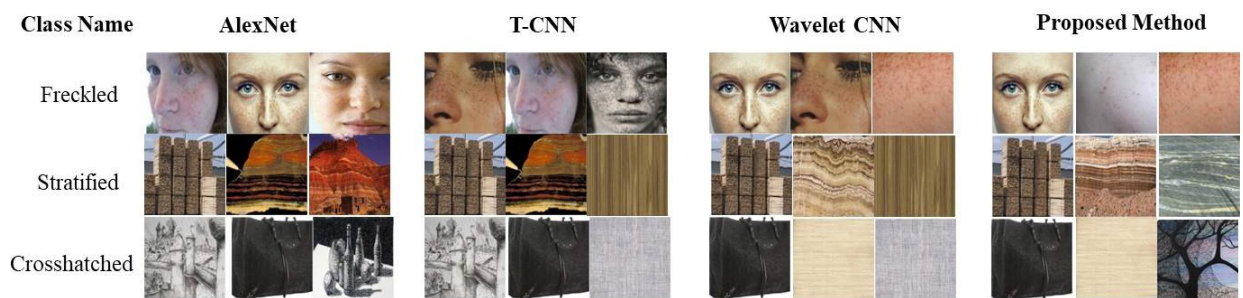 Class Name AlexNet T-CNN Wavelet CNN Proposed Method
Freckled
Stratified
Crosshatched